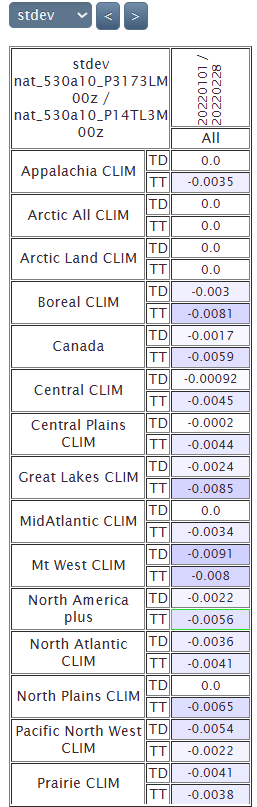 stdev
<
>
stdev
nat_530a10_P3173LM
00z /
nat_530a10_P14TL3M
00z
20220101 /
20220228
All
Appalachia CLIM
TD
0.0
TT
-0.0035
Arctic All CLIM
TD
0.0
TT
0.0
Arctic Land CLIM
TD
0.0
TT
0.0
Boreal CLIM
TD
-0.003
TT
-0.0081
Canada
TD
-0.0017
TT
-0.0059
Central CLIM
TD
-0.00092
TT
-0.0045
Central Plains
CLIM
TD
-0.0002
TT
-0.0044
Great Lakes CLIM
TD
-0.0024
TT
-0.0085
MidAtlantic CLIM
TD
0.0
TT
-0.0034
Mt West CLIM
TD
-0.0091
TT
-0.008
North America
plus
TD
-0.0022
TT
-0.0056
North Atlantic
CLIM
TD
-0.0036
TT
-0.0041
North Plains CLIM
TD
0.0
TT
-0.0065
Pacific North West
CLIM
TD
-0.0054
TT
-0.0022
Prairie CLIM
TD
-0.0041
TT
-0.0038